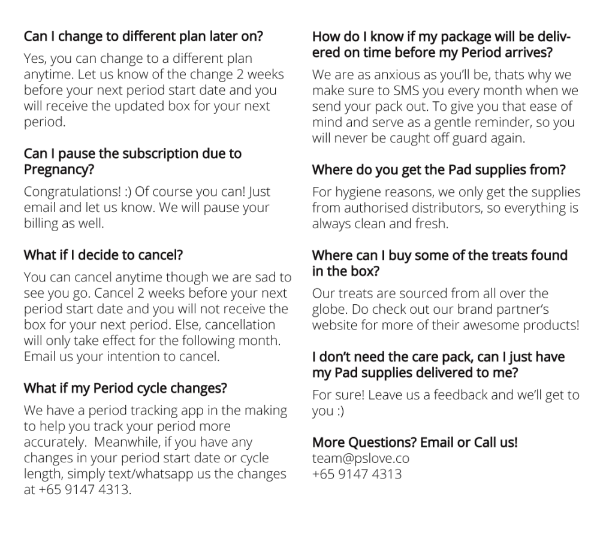 Can I change to different plan later on?
Yes, you can change to a different plan
anytime. Let us know of the change 2 weeks
before your next period start date and you
will receive the updated box for your next
period.
Can I pause the subscription due to
Pregnancy?
Congratulations! :) Of course you can! Just
email and let us know. We will pause your
billing as well.
What if I decide to cancel?
You can cancel anytime though we are sad to
see you go. Cancel 2 weeks before your next
period start date and you will not receive the
box for your next period. Else, cancellation
will only take effect for the following month.
Email us your intention to cancel.
What if my Period cycle changes?
We have a period tracking app in the making
to help you track your period more
accurately.  Meanwhile, if you have any
changes in your period start date or cycle
length, simply text/whatsapp us the changes
at +65 9147 4313.
How do I know if my package will be deliv-
ered on time before my Period arrives?
We are as anxious as you'll be, thats why we
make sure to SMS you every month when we
send your pack out. To give you that ease of
mind and serve as a gentle reminder, so you
will never be caught off guard again.
Where do you get the Pad supplies from?
For hygiene reasons, we only get the supplies
from authorised distributors, so everything is
always clean and fresh.
Where can I buy some of the treats found
in the box?
Our treats are sourced from all over the
globe. Do check out our brand partner's
website for more of their awesome products!
I don't need the care pack, can I just have
my Pad supplies delivered to me?
For sure! Leave us a feedback and we'll get to
you :)
More Questions? Email or Call us!
team@pslove.co
+65 9147 4313